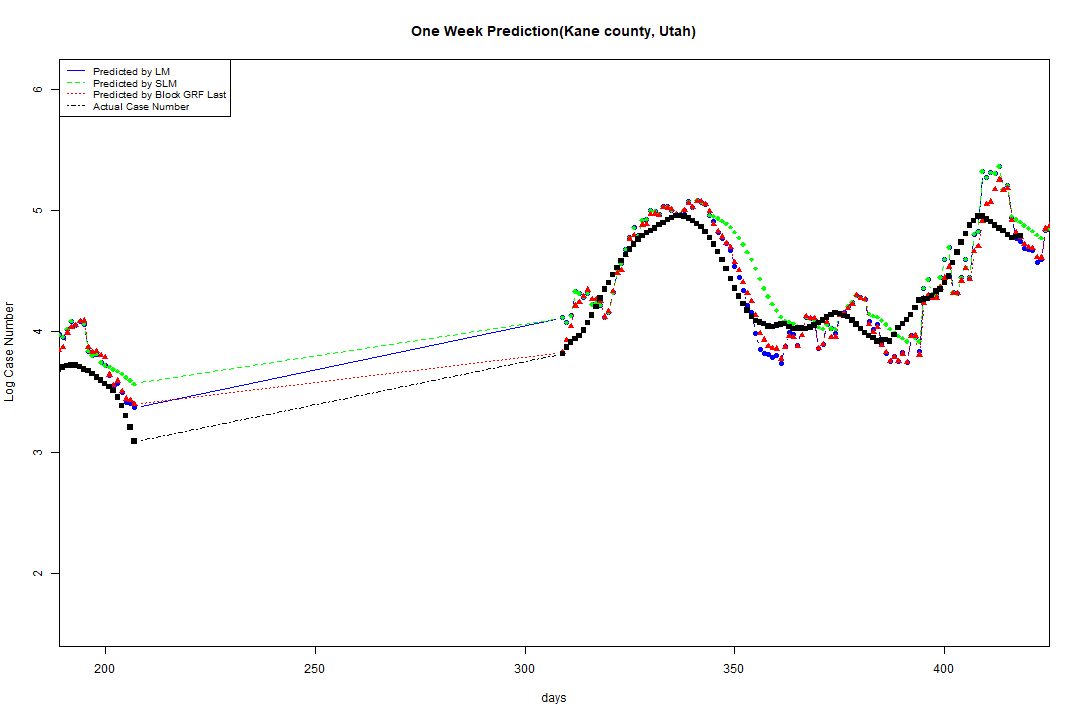 One Week Prediction(Kane county, Utah)
Predicted by LM
Predicted by SLM
Predicted by Block GRF Last
Actual Case Number
6
5
4
3
2
Log Case Number
200 250 300 350 400
days